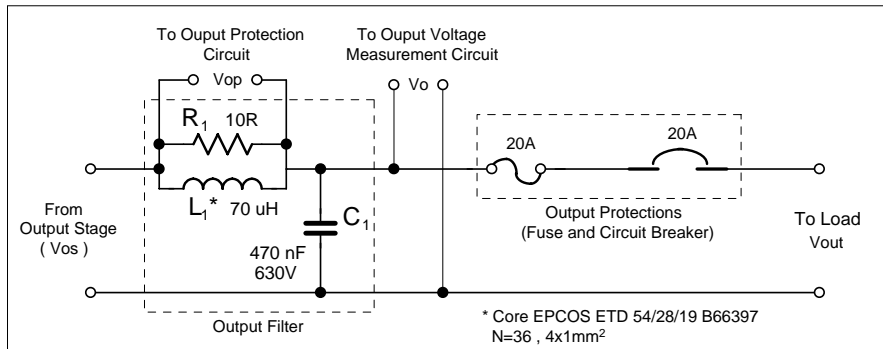 To Ouput Protection
Circuit
Vop
To Ouput Voltage
Measurement Circuit
Vo
R1 10R
20A
20A
L1* 70 uH
From
Output Stage
( Vos )
C1
470 nF
630V
Output Protections
(Fuse and Circuit Breaker)
To Load
Vout
Output Filter
* Core EPCOS ETD 54/28/19 B66397
N=36 , 4x1mm²